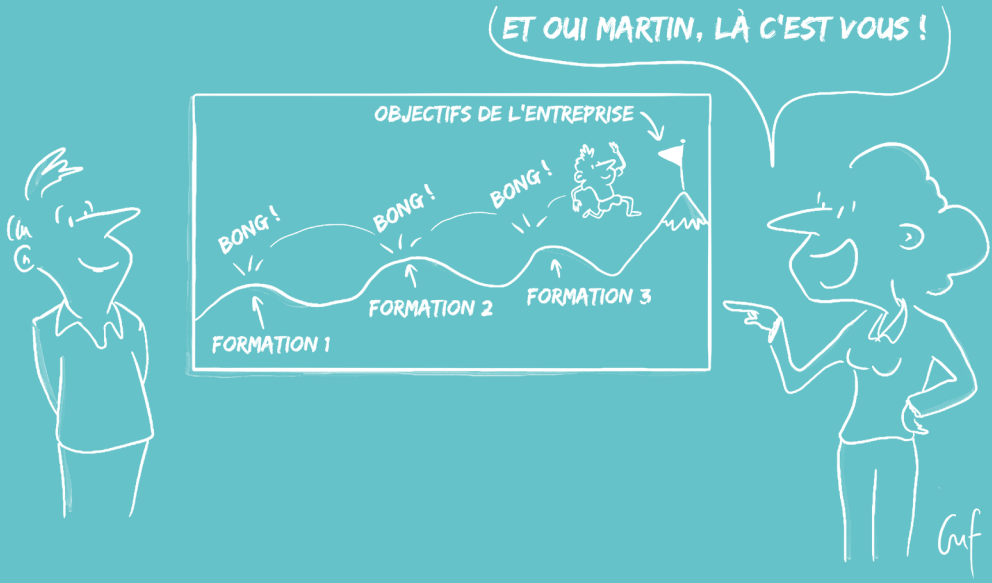 ET OUI MARTIN, LÀ C'EST VOUS !
OBJECTIFS DE L'ENTREPRISE
BONG !
BONG !
BONG !
FORMATION 1
FORMATION 2
FORMATION 3
Guf